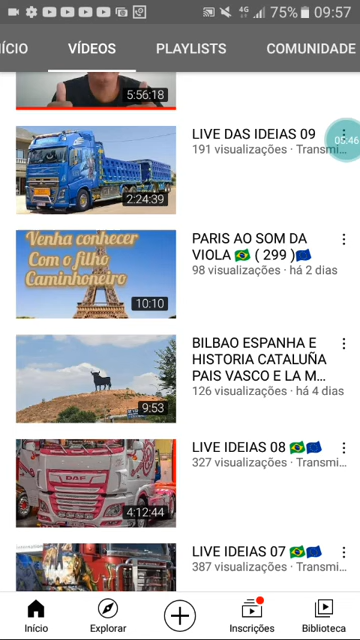 4G 75% 09:57
ÍCIO VÍDEOS PLAYLISTS COMUNIDADE
5:56:18
LIVE DAS IDEIAS 09
191 visualizações · Transmi...
05:46
2:24:39
PARIS AO SOM DA
VIOLA 🇧🇷 ( 299 )🇪🇺
98 visualizações · há 2 dias
Venha conhecer
Com o filho
Caminhoneiro
10:10
BILBAO ESPANHA E
HISTORIA CATALUÑA
PAIS VASCO E LA M...
126 visualizações · há 4 dias
9:53
LIVE IDEIAS 08 🇧🇷🇪🇺
327 visualizações · Transmi...
DAF
4:12:44
LIVE IDEIAS 07 🇧🇷🇪🇺
387 visualizações · Transmi...
Início Explorar Inscrições Biblioteca